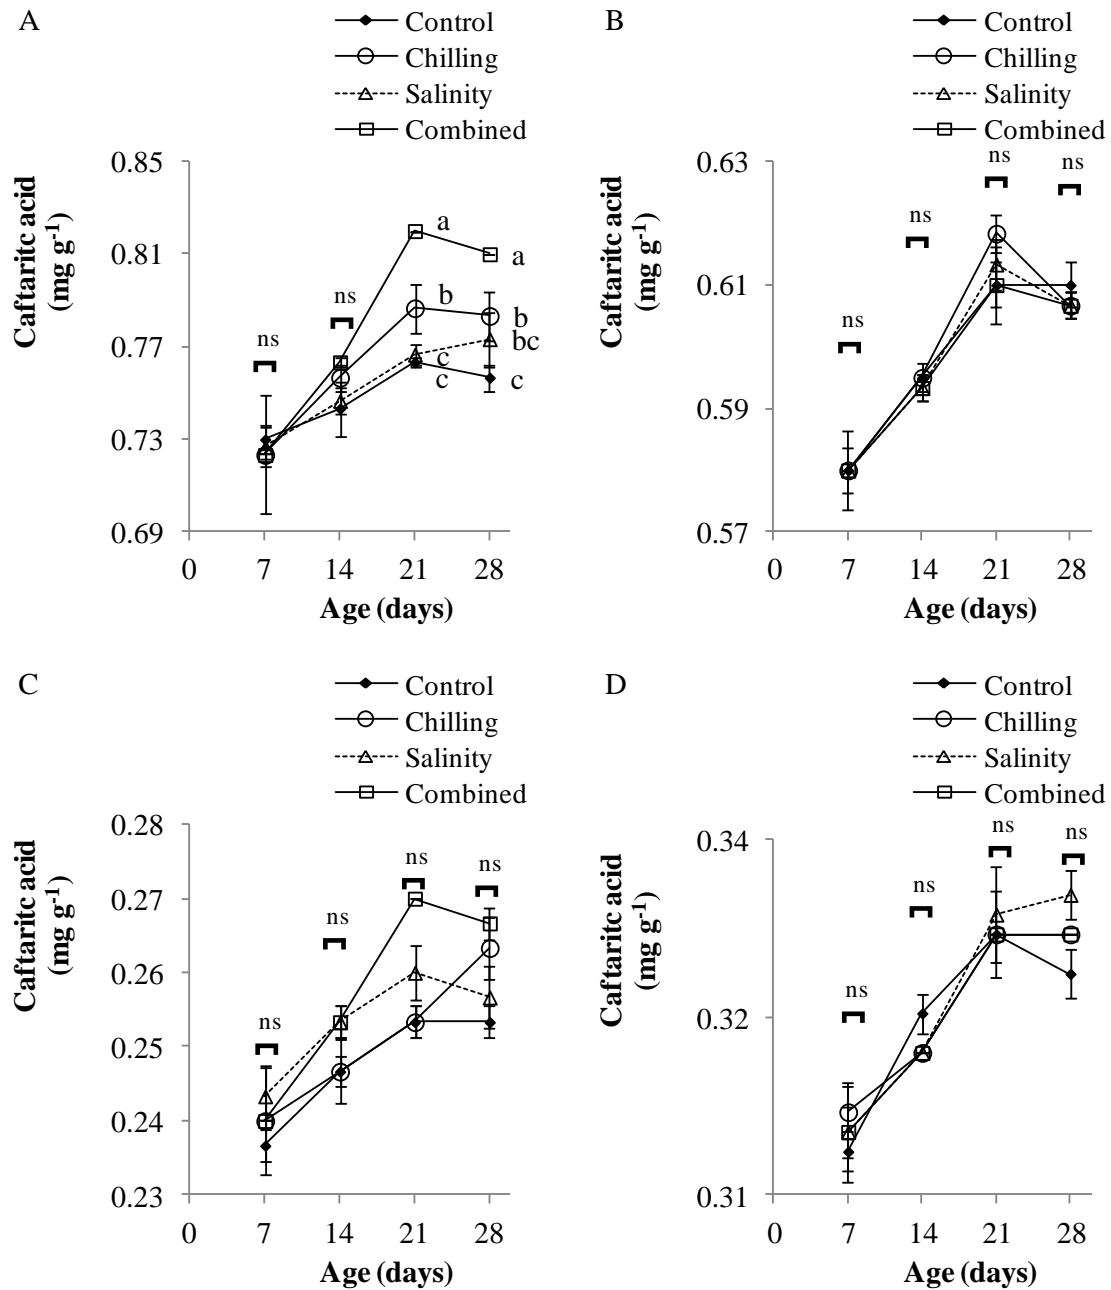 A
Control
Chilling
Salinity
Combined
Caftaritc acid
(mg g-1)
0.85
0.81
0.77
0.73
0.69
ns
ns
a
a
b
b
bc
c
c
c
0
7
14
21
28
Age (days)
B
Control
Chilling
Salinity
Combined
Caftaritc acid
(mg g-1)
0.63
0.61
0.59
0.57
ns
ns
ns
ns
0
7
14
21
28
Age (days)
C
Control
Chilling
Salinity
Combined
Caftaritc acid
(mg g-1)
0.28
0.27
0.26
0.25
0.24
0.23
ns
ns
ns
ns
0
7
14
21
28
Age (days)
D
Control
Chilling
Salinity
Combined
Caftaritc acid
(mg g-1)
0.34
0.32
0.31
ns
ns
ns
ns
0
7
14
21
28
Age (days)